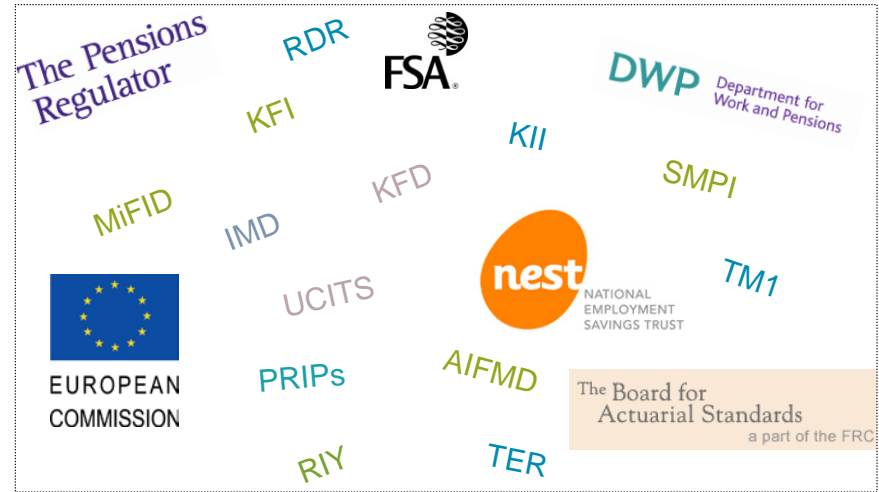 The Pensions
Regulator
RDR
FSA
DWP
Department for
Work and Pensions
KFI
KII
KFD
SMPI
MiFID
IMD
nest
NATIONAL
EMPLOYMENT
SAVINGS TRUST
TM1
UCITS
EUROPEAN
COMMISSION
PRIPs
AIFMD
The Board for
Actuarial Standards
a part of the FRC
RIY
TER